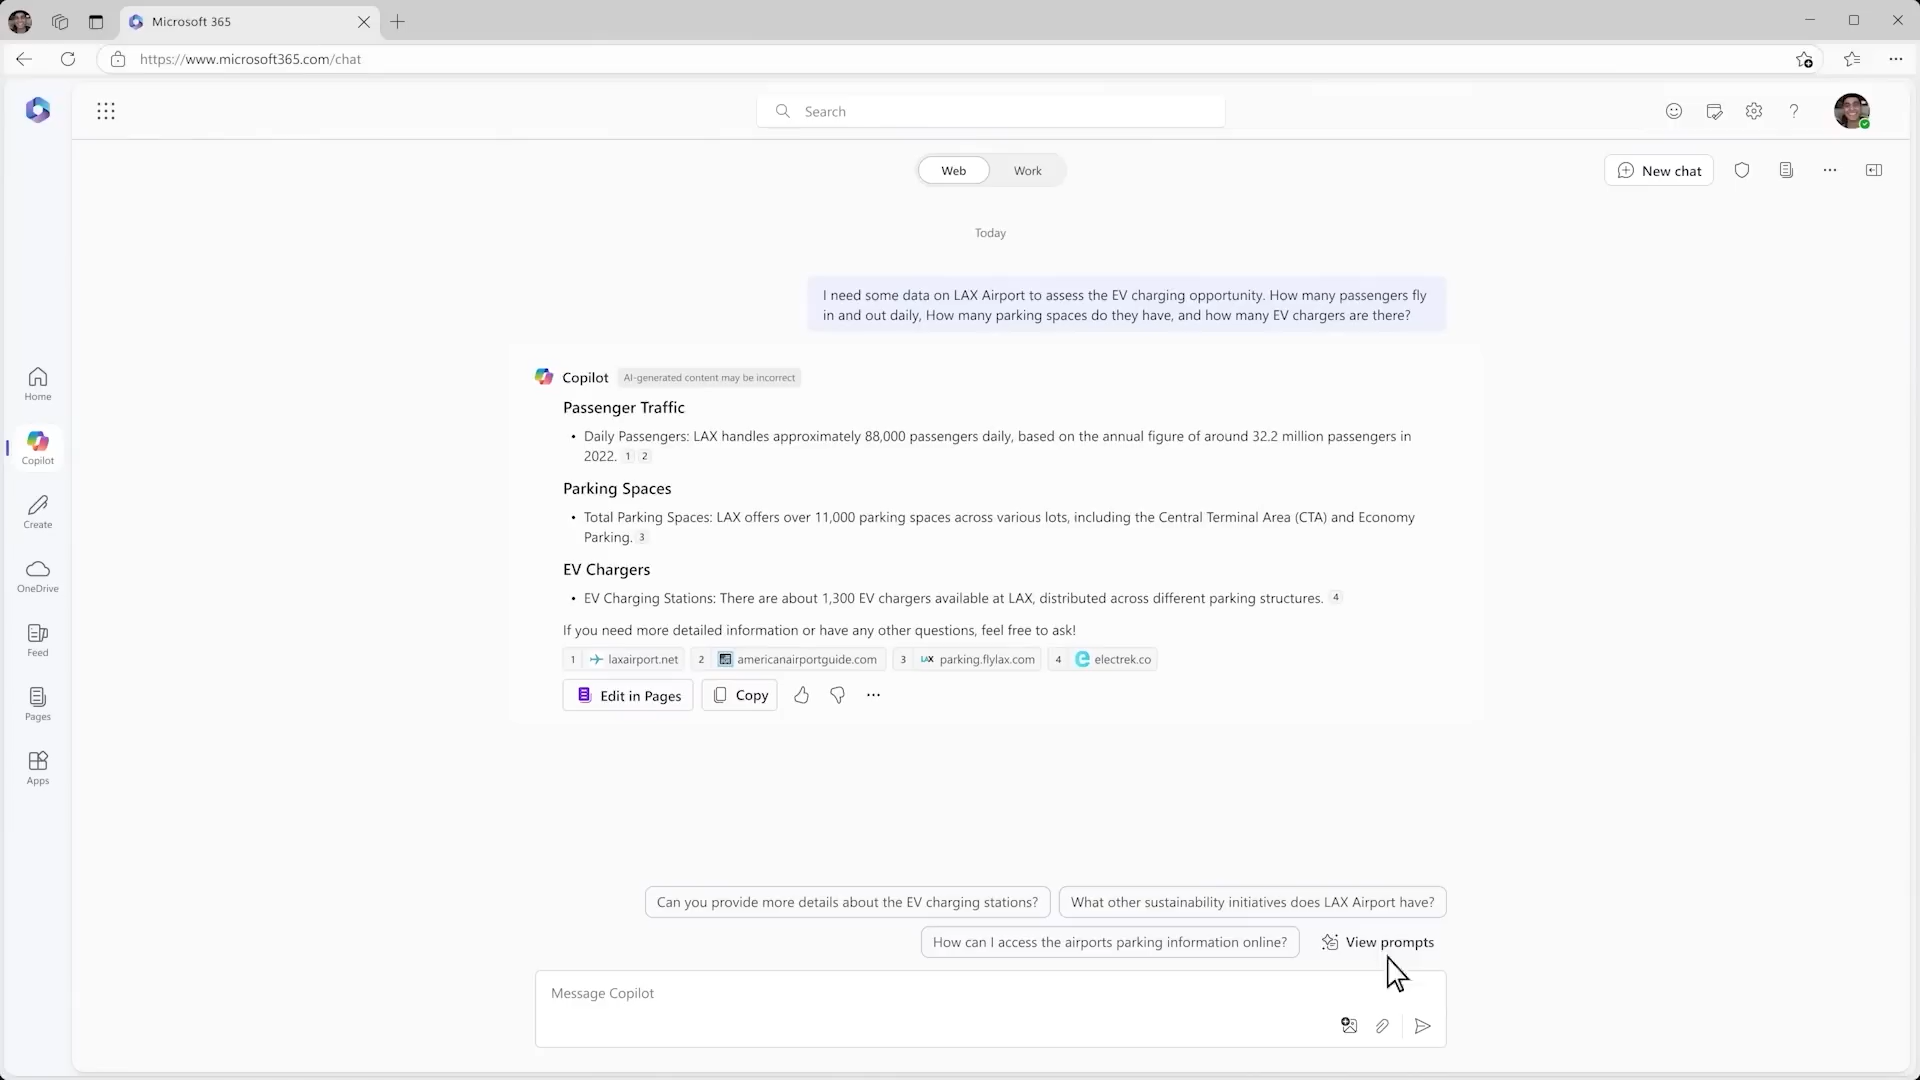 Microsoft 365
https://www.microsoft365.com/chat
Search
Web Work
New chat
Today
I need some data on LAX Airport to assess the EV charging opportunity. How many passengers fly
in and out daily, How many parking spaces do they have, and how many EV chargers are there?
Copilot AI-generated content may be incorrect
Passenger Traffic
• Daily Passengers: LAX handles approximately 88,000 passengers daily, based on the annual figure of around 32.2 million passengers in
2022. 1 2
Parking Spaces
• Total Parking Spaces: LAX offers over 11,000 parking spaces across various lots, including the Central Terminal Area (CTA) and Economy
Parking. 3
EV Chargers
• EV Charging Stations: There are about 1,300 EV chargers available at LAX, distributed across different parking structures. 4
If you need more detailed information or have any other questions, feel free to ask!
1 laxairport.net 2 americanairportguide.com 3 LAX parking.flylax.com 4 electrek.co
Edit in Pages Copy
Home
Copilot
Create
OneDrive
Feed
Pages
Apps
Can you provide more details about the EV charging stations? What other sustainability initiatives does LAX Airport have?
How can I access the airports parking information online? View prompts
Message Copilot